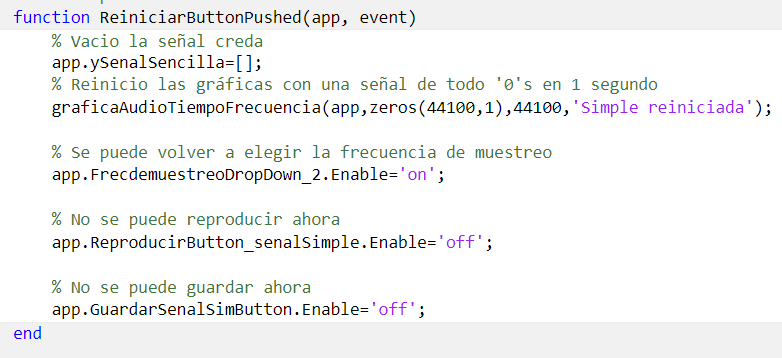 function ReiniciarButtonPushed(app, event)
% Vacio la señal creda
app.ySenalSencilla=[];
% Reinicio las gráficas con una señal de todo '0's en 1 segundo
graficaAudioTiempoFrecuencia(app,zeros(44100,1),44100,'Simple reiniciada');
% Se puede volver a elegir la frecuencia de muestreo
app.FrecdemuestreoDropDown_2.Enable='on';
% No se puede reproducir ahora
app.ReproducirButton_senalSimple.Enable='off';
% No se puede guardar ahora
app.GuardarSenalSimButton.Enable='off';
end